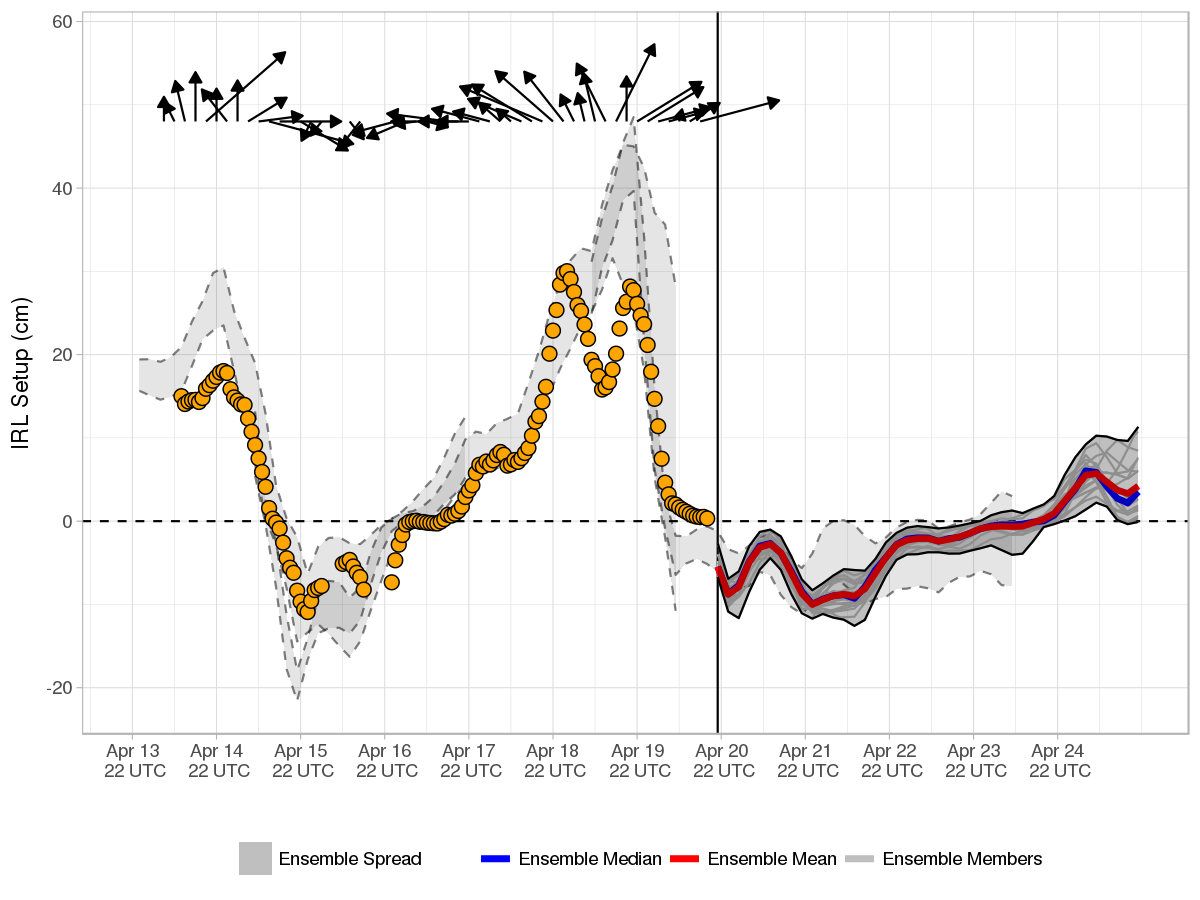 IRL Setup (cm)
60
40
20
0
-20
Apr 13 Apr 14 Apr 15 Apr 16 Apr 17 Apr 18 Apr 19 Apr 20 Apr 21 Apr 22 Apr 23 Apr 24
22 UTC 22 UTC 22 UTC 22 UTC 22 UTC 22 UTC 22 UTC 22 UTC 22 UTC 22 UTC 22 UTC 22 UTC
Ensemble Spread Ensemble Median Ensemble Mean Ensemble Members